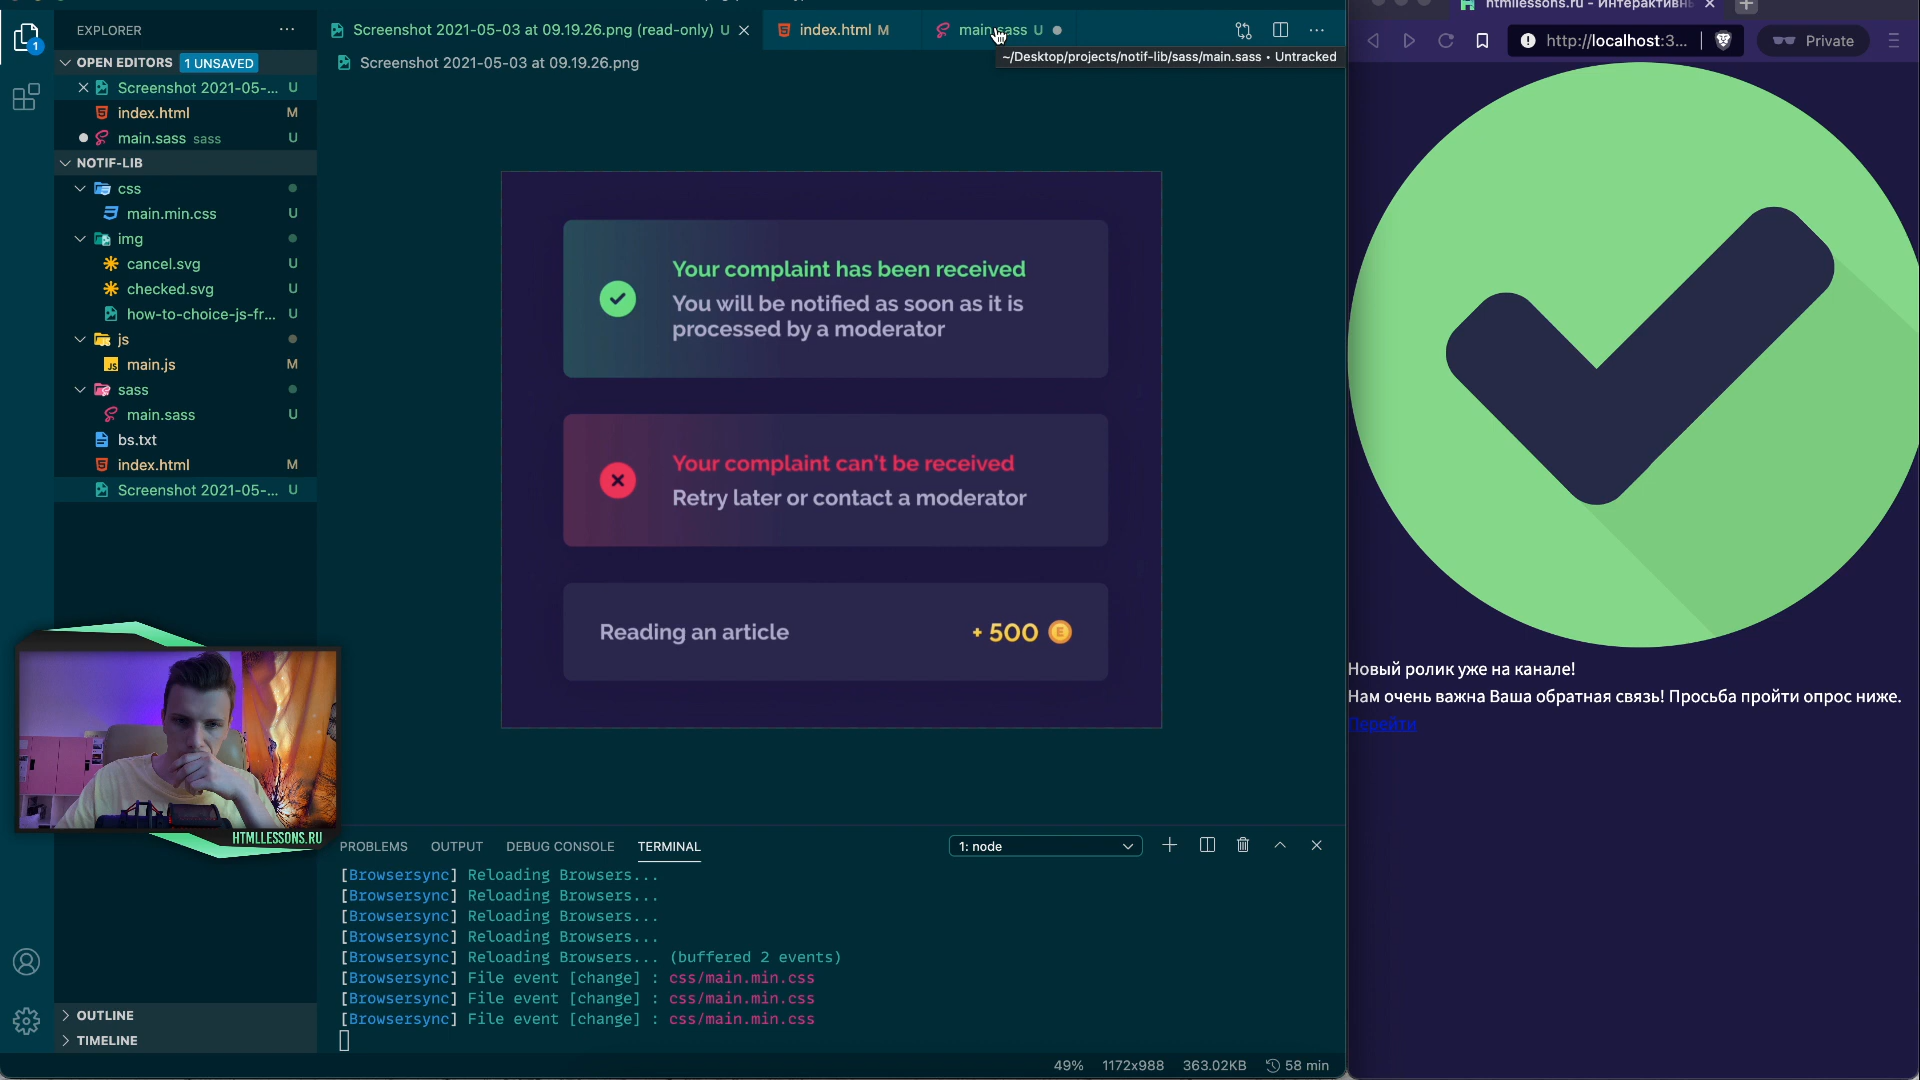 EXPLORER
Screenshot 2021-05-03 at 09.19.26.png (read-only) U
index.html M
main.sass U
http://localhost:3...
Private
~/Desktop/projects/notif-lib/sass/main.sass • Untracked
Screenshot 2021-05-03 at 09.19.26.png
OPEN EDITORS 1 UNSAVED
Screenshot 2021-05-... U
index.html M
main.sass sass U
NOTIF-LIB
css
main.min.css U
img
cancel.svg U
checked.svg U
how-to-choice-js-fr... U
js
main.js M
sass
main.sass U
bs.txt
index.html M
Screenshot 2021-05-... U
OUTLINE
TIMELINE
Your complaint has been received
You will be notified as soon as it is
processed by a moderator
Your complaint can't be received
Retry later or contact a moderator
Reading an article + 500 E
Новый ролик уже на канале!
Нам очень важна Ваша обратная связь! Просьба пройти опрос ниже.
Перейти
HTMLLESSONS.RU
PROBLEMS OUTPUT DEBUG CONSOLE TERMINAL 1: node
[Browsersync] Reloading Browsers...
[Browsersync] Reloading Browsers...
[Browsersync] Reloading Browsers...
[Browsersync] Reloading Browsers...
[Browsersync] Reloading Browsers... (buffered 2 events)
[Browsersync] File event [change] : css/main.min.css
[Browsersync] File event [change] : css/main.min.css
[Browsersync] File event [change] : css/main.min.css
49% 1172x988 363.02KB 58 min